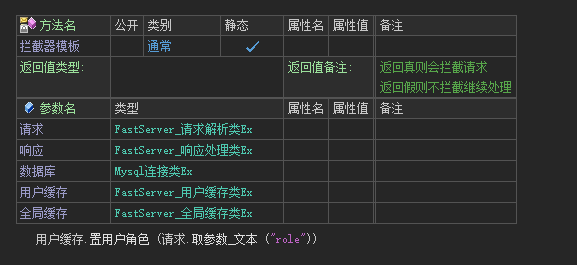 方法名 公开 类别 静态 属性名 属性值 备注
拦截器模板 通常
返回值类型: 返回值备注: 返回真则会拦截请求
返回假则不拦截继续处理
参数名 类型 属性名 属性值 备注
请求 FastServer_请求解析类Ex
响应 FastServer_响应处理类Ex
数据库 Mysql连接类Ex
用户缓存 FastServer_用户缓存类Ex
全局缓存 FastServer_全局缓存类Ex
用户缓存.置用户角色 (请求.取参数_文本 ("role"))